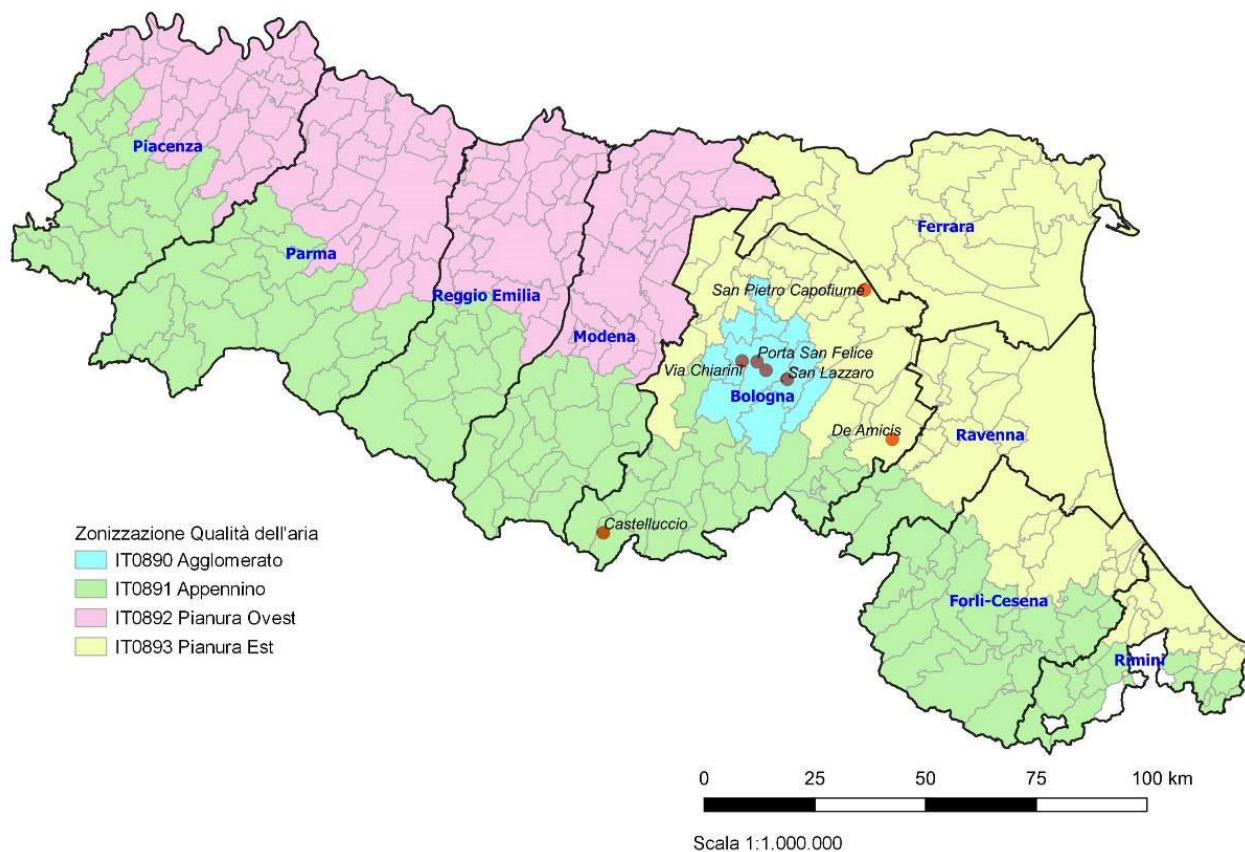 Piacenza
Ferrara
Parma
San Pietro Capofiume
Reggio Emilia
Modena
Porta San Felice
Via Chiarini
San Lazzaro
Bologna
De Amicis
Ravenna
Castelluccio
Zonizzazione Qualità dell'aria
IT0890 Agglomerato
IT0891 Appennino
IT0892 Pianura Ovest
IT0893 Pianura Est
Forlì-Cesena
Rimini
0 25 50 75 100 km
Scala 1:1.000.000